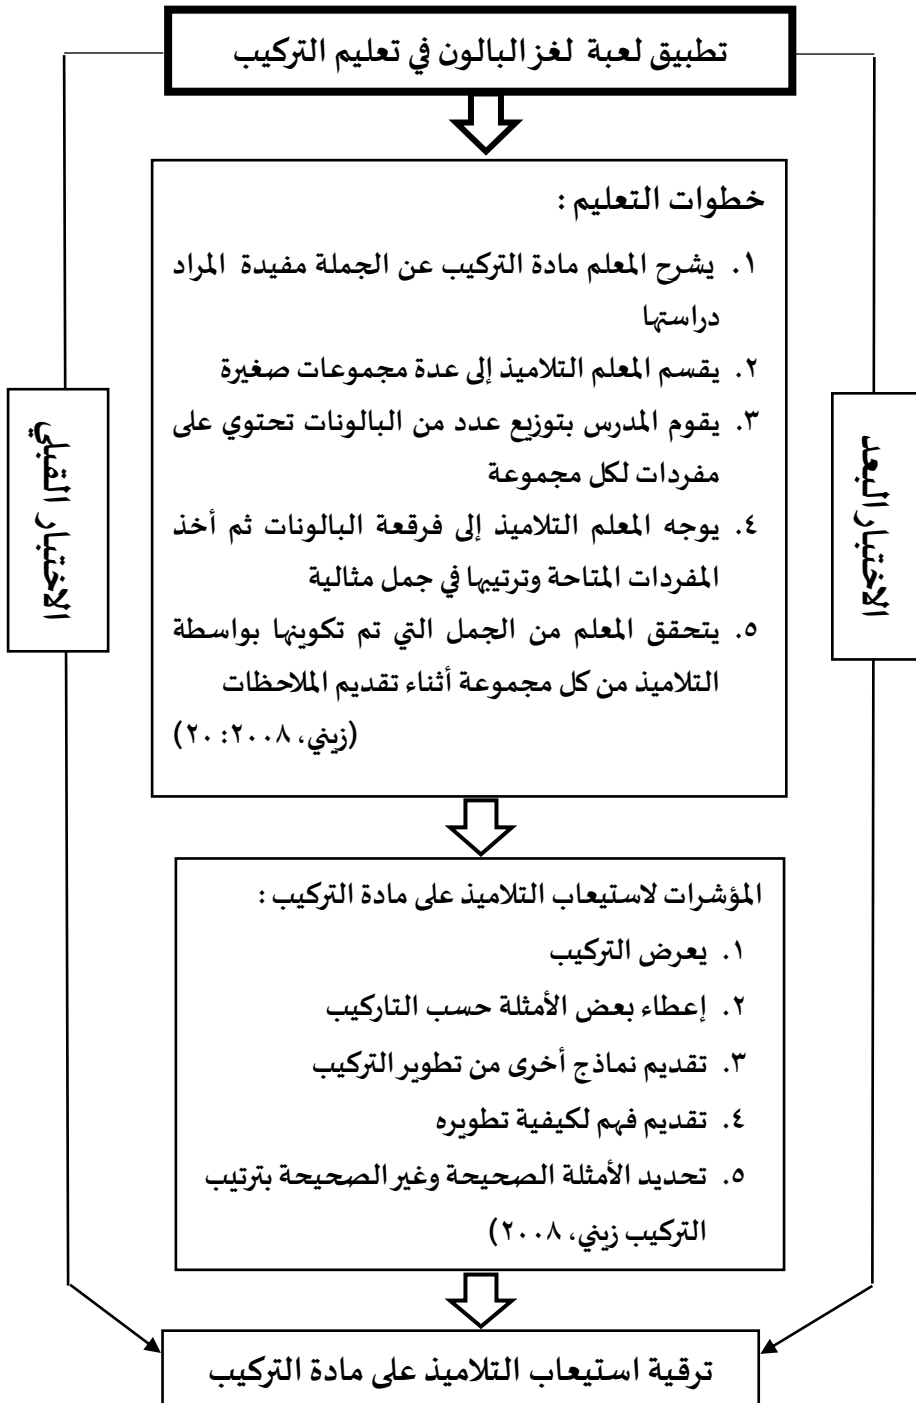 تطبيق لعبة لغز البالون في تعليم التركيب
خطوات التعليم :
١. يشرح المعلم مادة التركيب عن الجملة مفيدة المراد
دراستها
٢. يقسم المعلم التلاميذ إلى عدة مجموعات صغيرة
٣. يقوم المدرس بتوزيع عدد من البالونات تحتوي على
مفردات لكل مجموعة
٤. يوجه المعلم التلاميذ إلى فرقعة البالونات ثم أخذ
المفردات المتاحة وترتيبها في جمل مثالية
٥. يتحقق المعلم من الجمل التي تم تكوينها بواسطة
التلاميذ من كل مجموعة أثناء تقديم الملاحظات
(زيني، ٢٠٠٨: ٢٠)
الاختبار البعد
الاختبار القبلي
المؤشرات لاستيعاب التلاميذ على مادة التركيب :
١. يعرض التركيب
٢. إعطاء بعض الأمثلة حسب التاركيب
٣. تقديم نماذج أخرى من تطوير التركيب
٤. تقديم فهم لكيفية تطويره
٥. تحديد الأمثلة الصحيحة وغير الصحيحة بترتيب
التركيب زيني، ٢٠٠٨)
ترقية استيعاب التلاميذ على مادة التركيب